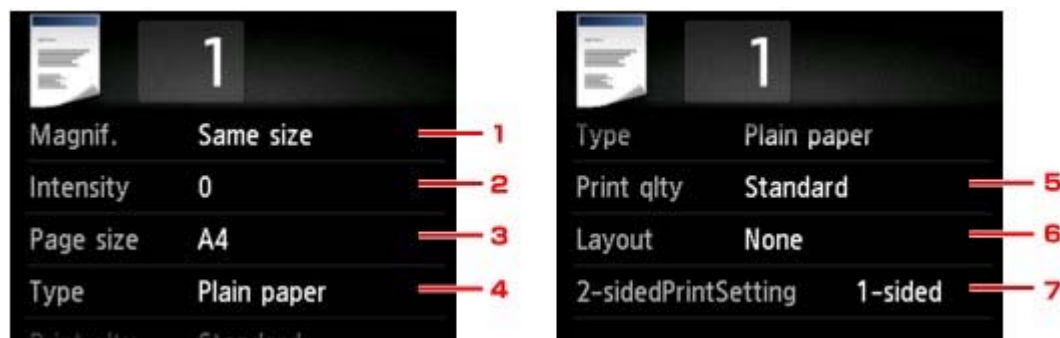 1
Magnif. Same size 1
Intensity 0 2
Page size A4 3
Type Plain paper 4
1
Type Plain paper
Print qlty Standard 5
Layout None 6
2-sidedPrintSetting 1-sided 7